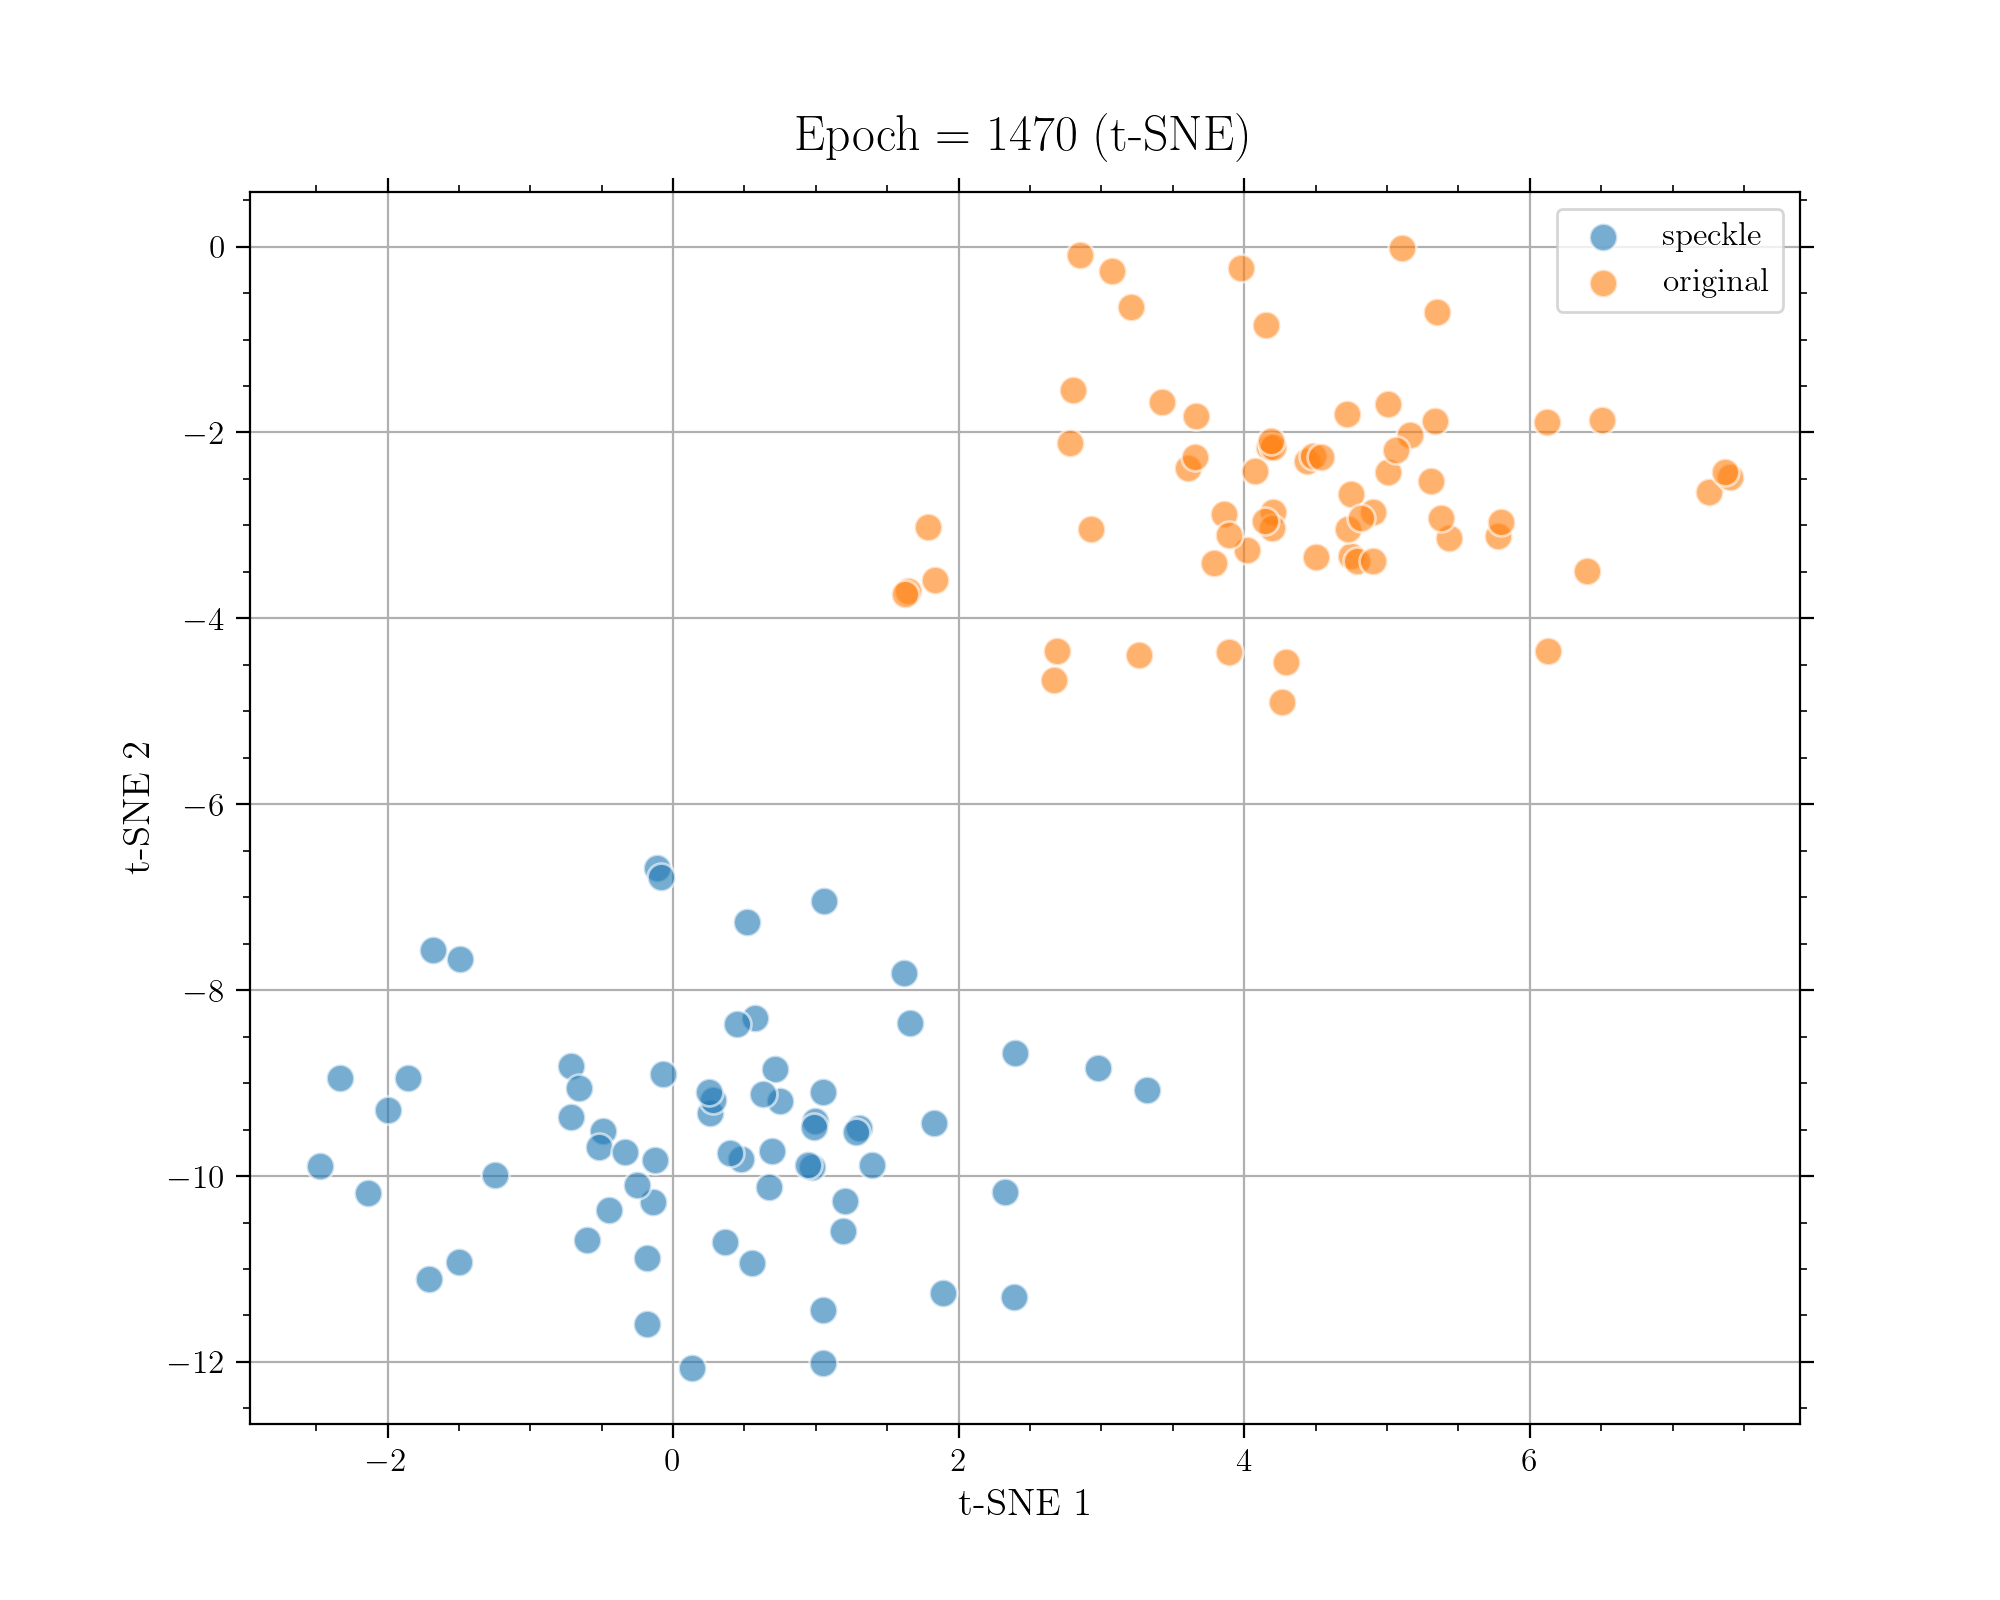 Epoch = 1470 (t-SNE)
speckle
original
0
−2
−4
−6
−8
−10
−12
t-SNE 2
−2 0 2 4 6
t-SNE 1